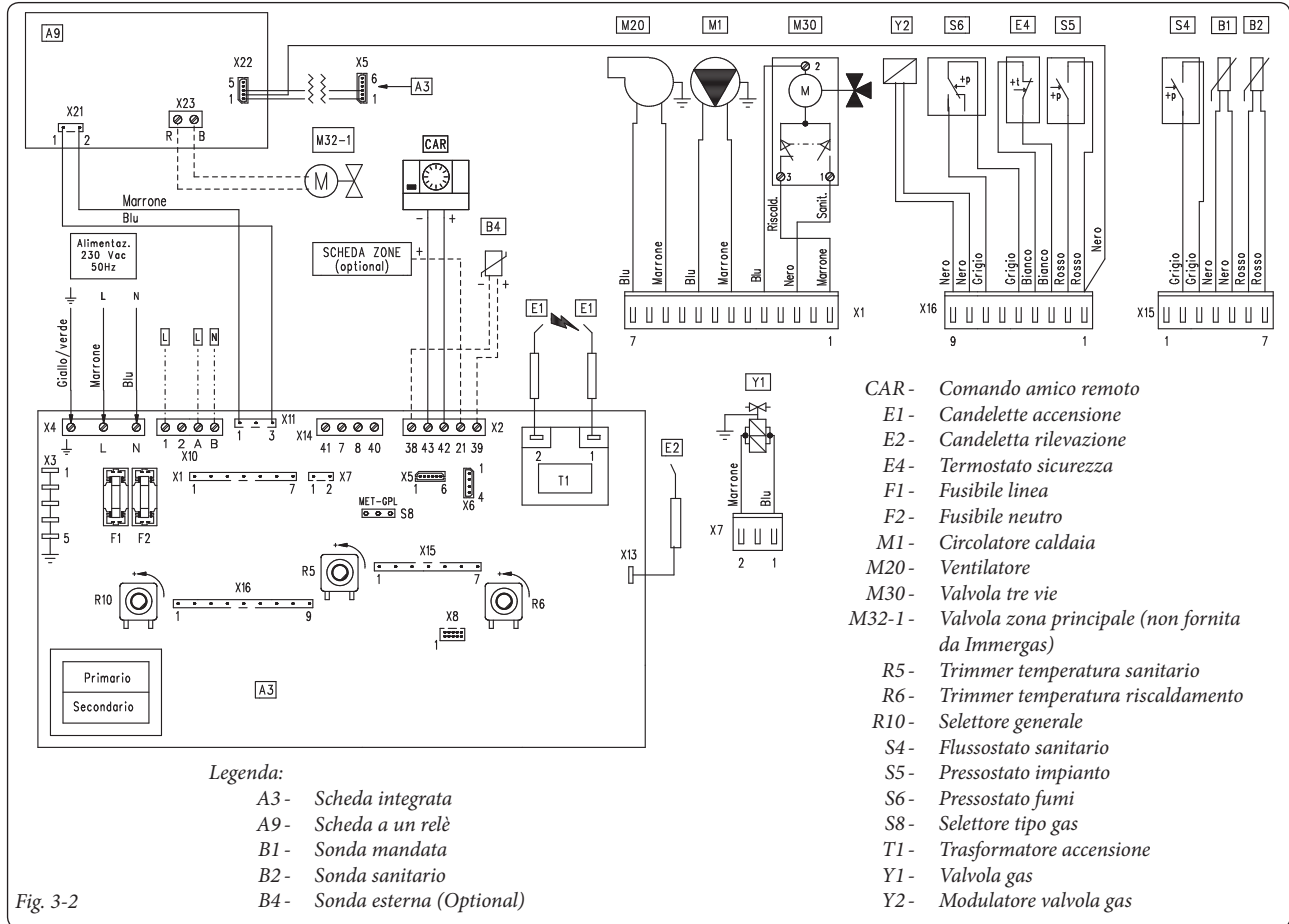 A9
X22
5
1
X5
6
1
A3
X23
R B
X21
1 2
M32-1
M
CAR
- +
B4
- +
Marrone
Blu
Alimentaz.
230 Vac
50Hz
L N
SCHEDA ZONE
(optional)
+
Giallo/verde
Marrone
Blu
L
L
N
M20
M1
M30
2
M
3
1
Riscald.
Sanit.
Blu
Marrone
Blu
Marrone
Blu
Nero
Marrone
X1
7 1
Y2
S6
+p
E4
+t
S5
+p
Nero
Nero
Nero
Grigio
Grigio
Bianco
Bianco
Rosso
Rosso
X16
9 1
S4
+p
B1
B2
Grigio
Grigio
Nero
Nero
Rosso
Rosso
X15
1 7
E1 E1
X4
L N
1 2 A B
X10
X11
1 3
X14
41 7 8 40
38 43 42 21 39
X2
2 1
T1
E2
Y1
Marrone
Blu
X7
2 1
X3
1
5
F1 F2
X1
1 7
X7
1 2
X5
1 6
X6
1
4
MET-GPL
S8
R5
+
X15
1 7
X13
R10
+
X16
1 9
R6
+
X8
1
Primario
Secondario
A3
CAR - Comando amico remoto
E1 - Candelette accensione
E2 - Candeletta rilevazione
E4 - Termostato sicurezza
F1 - Fusibile linea
F2 - Fusibile neutro
M1 - Circolatore caldaia
M20 - Ventilatore
M30 - Valvola tre vie
M32-1 - Valvola zona principale (non fornita
da Immergas)
R5 - Trimmer temperatura sanitario
R6 - Trimmer temperatura riscaldamento
R10 - Selettore generale
S4 - Flussostato sanitario
S5 - Pressostato impianto
S6 - Pressostato fumi
S8 - Selettore tipo gas
T1 - Trasformatore accensione
Y1 - Valvola gas
Y2 - Modulatore valvola gas
Legenda:
A3 - Scheda integrata
A9 - Scheda a un relè
B1 - Sonda mandata
B2 - Sonda sanitario
B4 - Sonda esterna (Optional)
Fig. 3-2